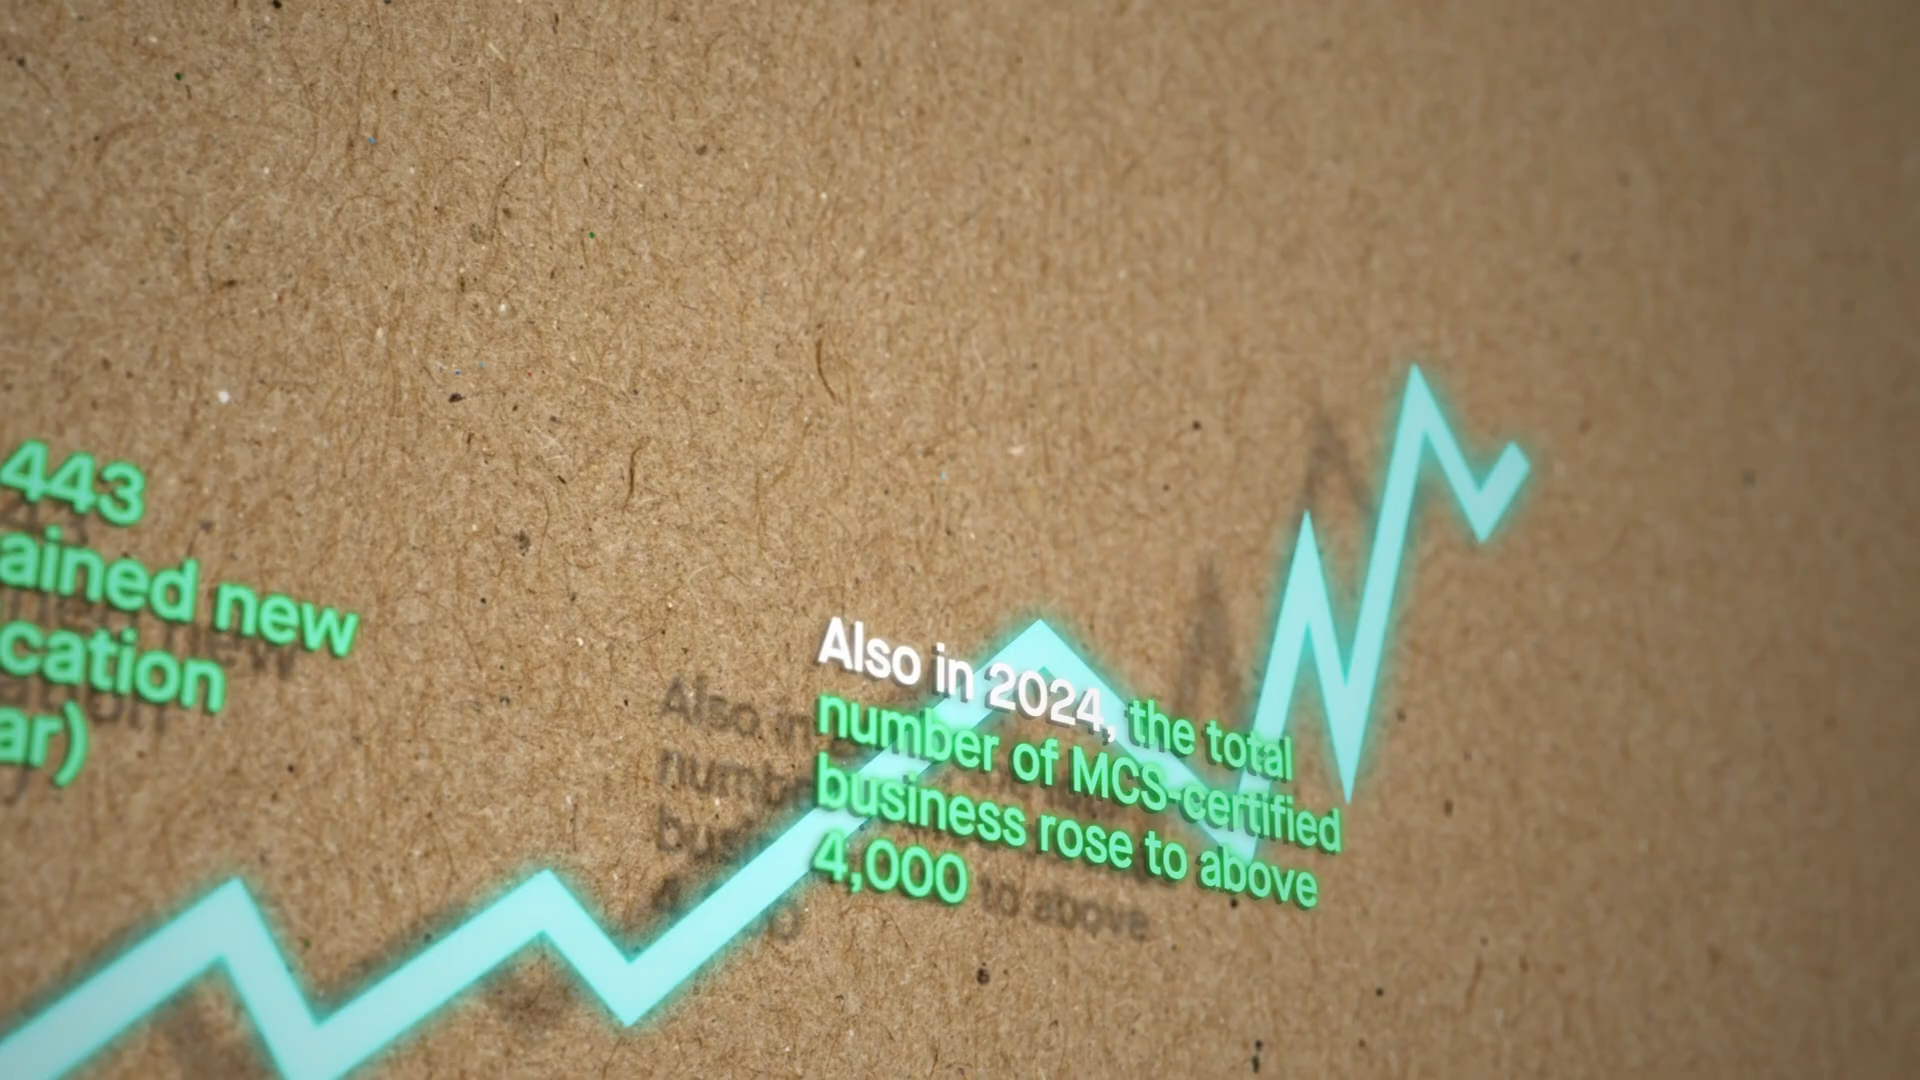 443
ained new
cation
ar)
Also in 2024, the total
number of MCS-certified
business rose to above
4,000